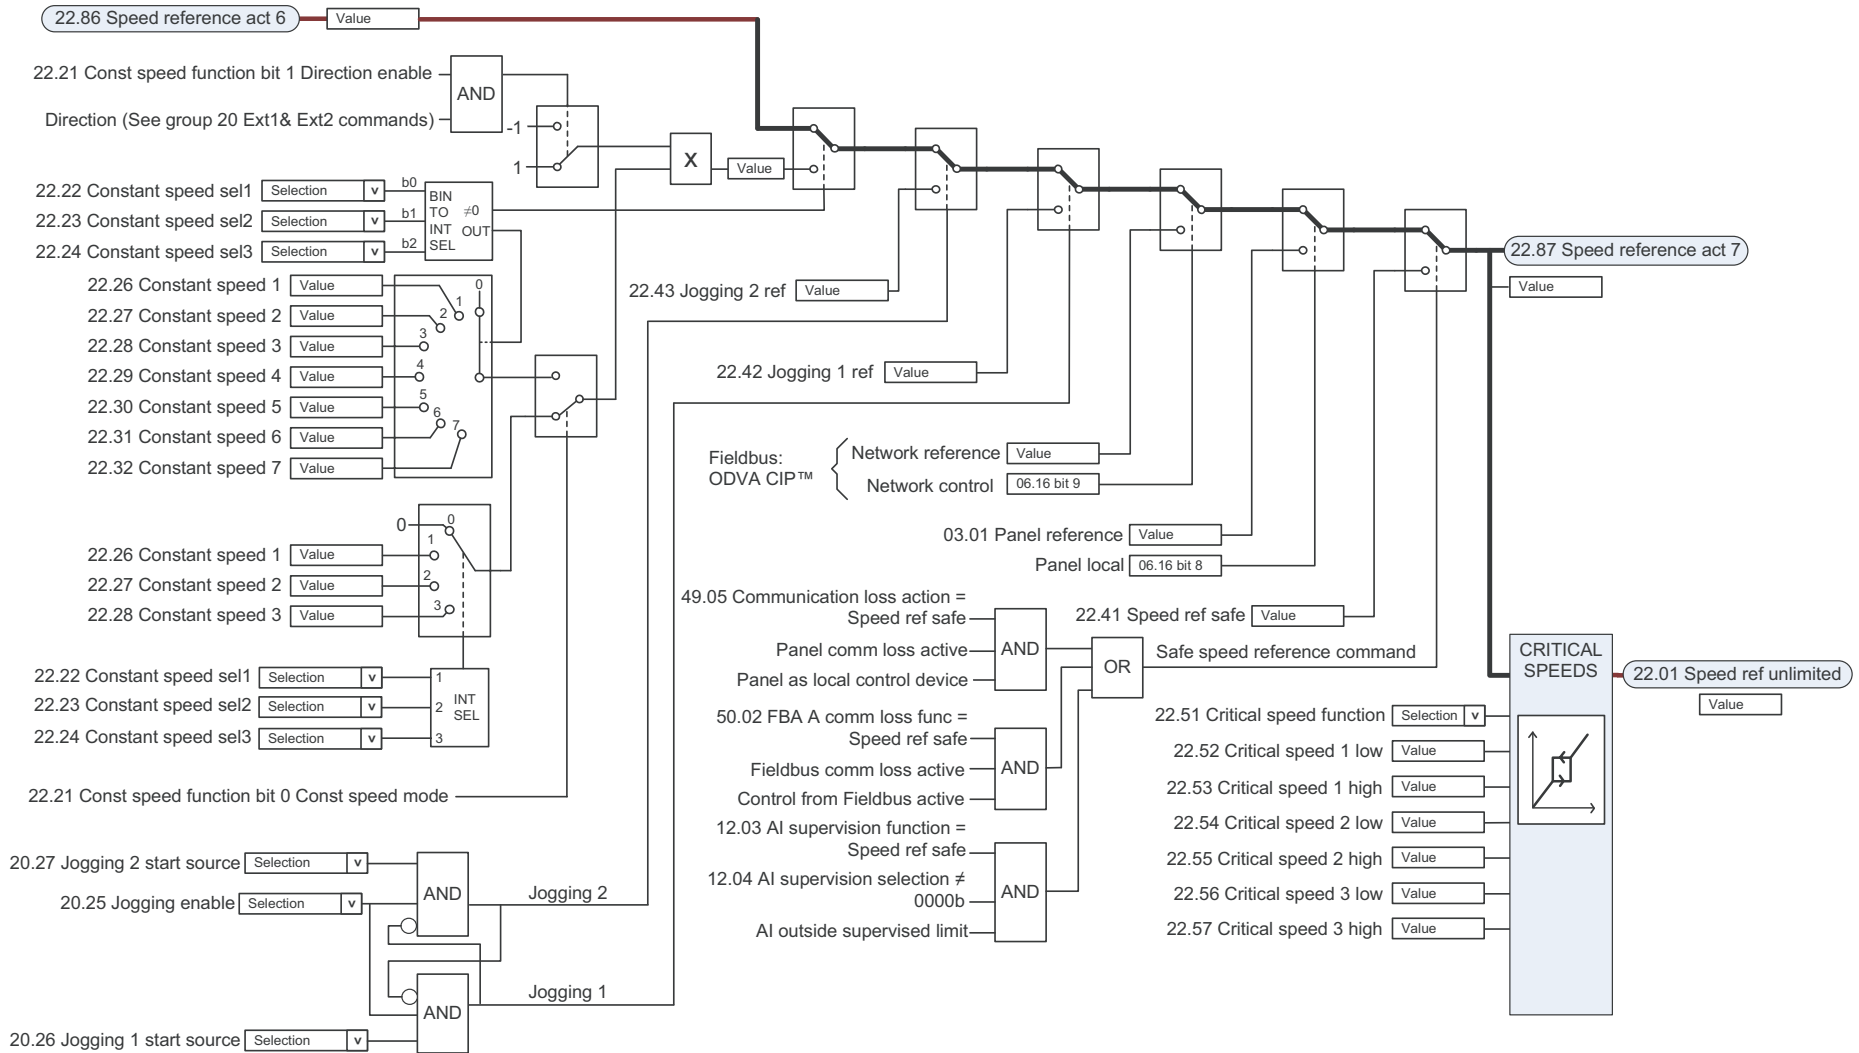 22.86 Speed reference act 6
Value
22.21 Const speed function bit 1 Direction enable
AND
Direction (See group 20 Ext1& Ext2 commands)
-1
1
X
Value
22.22 Constant speed sel1
Selection
v
b0
22.23 Constant speed sel2
Selection
v
b1
22.24 Constant speed sel3
Selection
v
b2
BIN
TO ≠0
INT OUT
SEL
22.26 Constant speed 1
Value
22.27 Constant speed 2
Value
22.28 Constant speed 3
Value
22.29 Constant speed 4
Value
22.30 Constant speed 5
Value
22.31 Constant speed 6
Value
22.32 Constant speed 7
Value
0
1
2
3
4
5
6
7
22.43 Jogging 2 ref
Value
22.42 Jogging 1 ref
Value
22.87 Speed reference act 7
Value
Fieldbus:
ODVA CIP™
Network reference
Value
Network control
06.16 bit 9
03.01 Panel reference
Value
Panel local
06.16 bit 8
22.41 Speed ref safe
Value
0
0
1
2
3
22.26 Constant speed 1
Value
22.27 Constant speed 2
Value
22.28 Constant speed 3
Value
22.22 Constant speed sel1
Selection
v
1
22.23 Constant speed sel2
Selection
v
2
22.24 Constant speed sel3
Selection
v
3
INT
SEL
22.21 Const speed function bit 0 Const speed mode
49.05 Communication loss action =
Speed ref safe
Panel comm loss active
Panel as local control device
AND
OR
Safe speed reference command
50.02 FBA A comm loss func =
Speed ref safe
Fieldbus comm loss active
Control from Fieldbus active
AND
12.03 AI supervision function =
Speed ref safe
12.04 AI supervision selection ≠
0000b
AI outside supervised limit
AND
20.27 Jogging 2 start source
Selection
v
20.25 Jogging enable
Selection
v
AND
Jogging 2
AND
Jogging 1
20.26 Jogging 1 start source
Selection
v
CRITICAL
SPEEDS
22.01 Speed ref unlimited
Value
22.51 Critical speed function
Selection
v
22.52 Critical speed 1 low
Value
22.53 Critical speed 1 high
Value
22.54 Critical speed 2 low
Value
22.55 Critical speed 2 high
Value
22.56 Critical speed 3 low
Value
22.57 Critical speed 3 high
Value